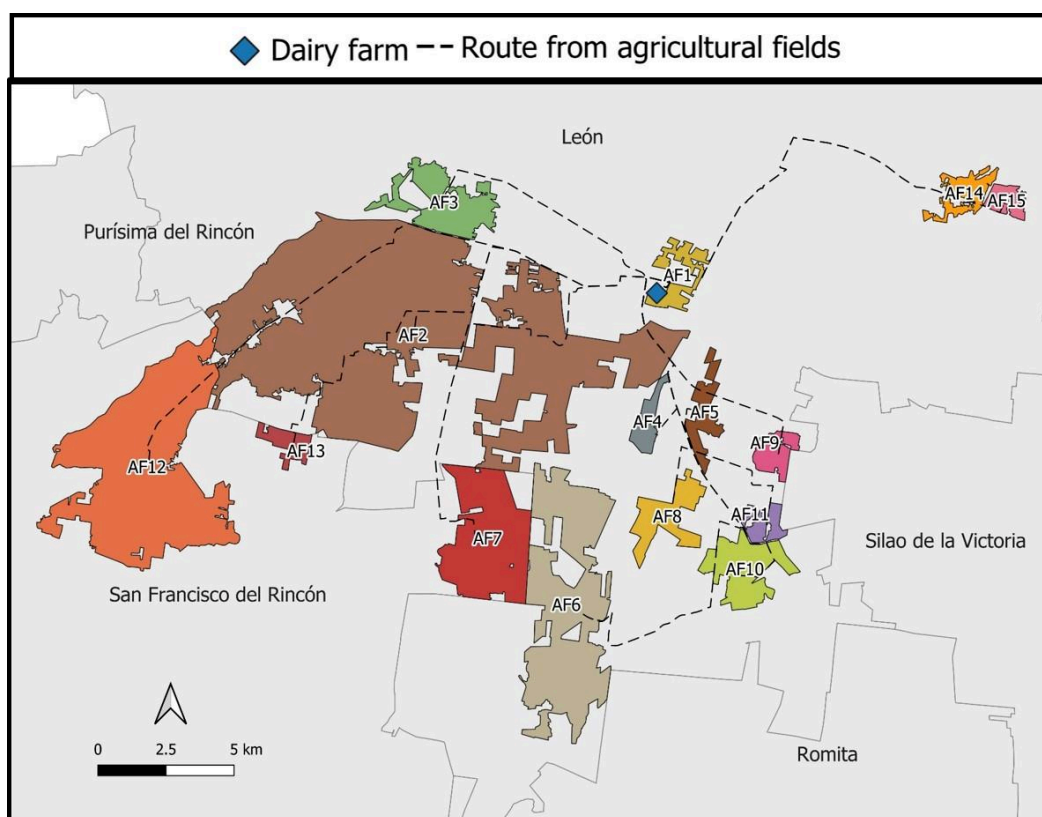 Dairy farm --- Route from agricultural fields
León
AF14
AF15
AF3
Purísima del Rincón
AF1
AF2
AF4
AF5
AF9
AF13
AF12
AF11
AF8
AF7
Silao de la Victoria
AF10
San Francisco del Rincón
AF6
0 2.5 5 km
Romita